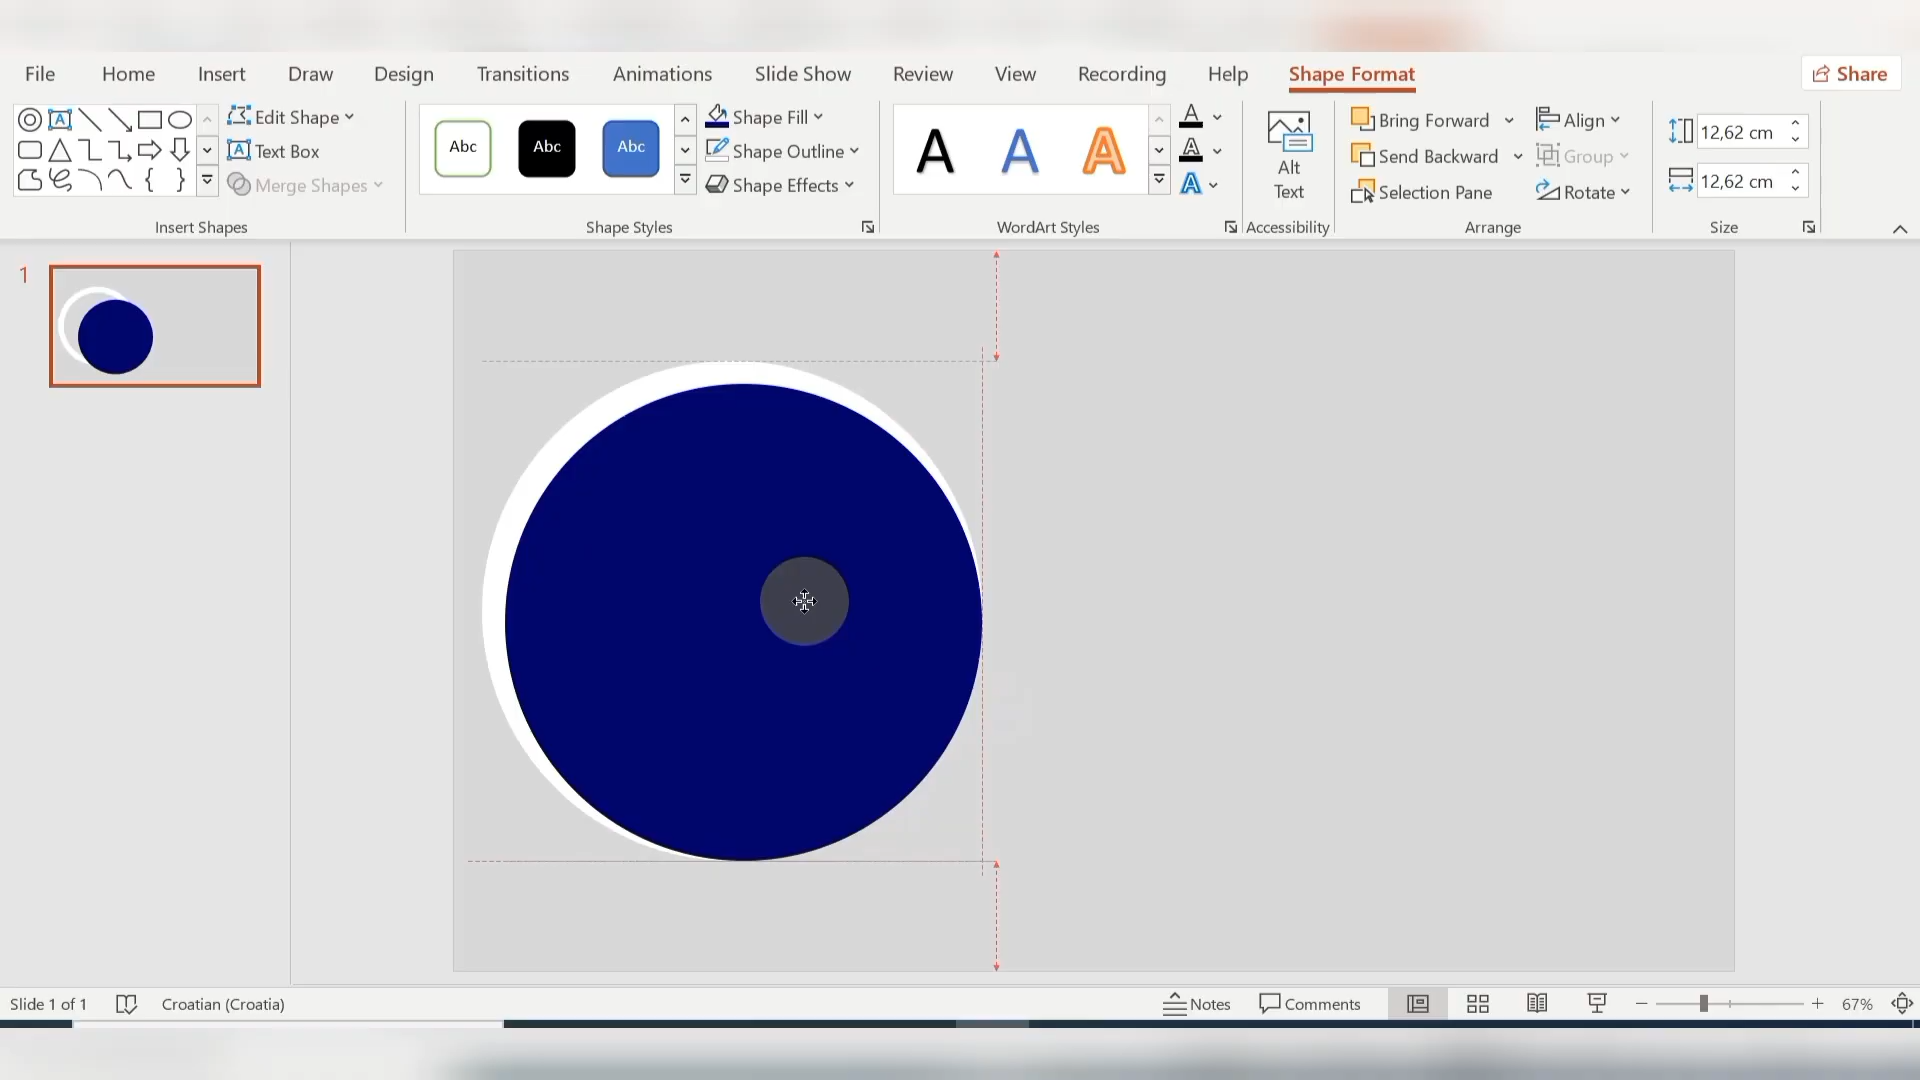 File Home Insert Draw Design Transitions Animations Slide Show Review View Recording Help Shape Format Share
A Edit Shape Shape Fill A Bring Forward Align 12,62 cm
Text Box Abc Abc Abc Shape Outline A A A A Alt Send Backward Group
Merge Shapes Shape Effects A Text Selection Pane Rotate 12,62 cm
Insert Shapes Shape Styles WordArt Styles Accessibility Arrange Size
1
Slide 1 of 1 Croatian (Croatia) Notes Comments 67%